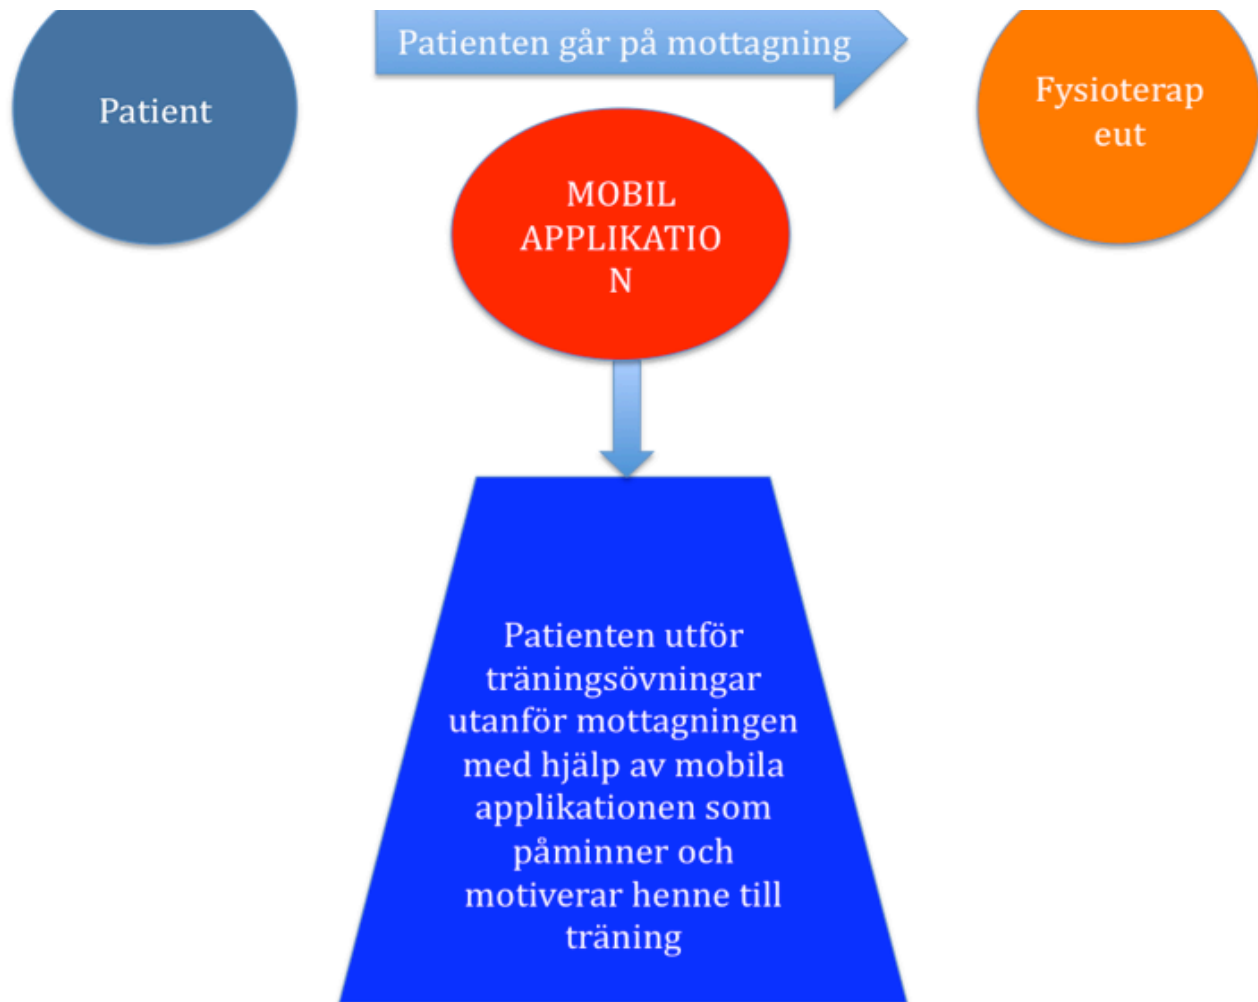 Patient
Patienten går på mottagning
Fysioterap
eut
MOBIL
APPLIKATIO
N
Patienten utför
träningsövningar
utanför mottagningen
med hjälp av mobila
applikationen som
påminner och
motiverar henne till
träning